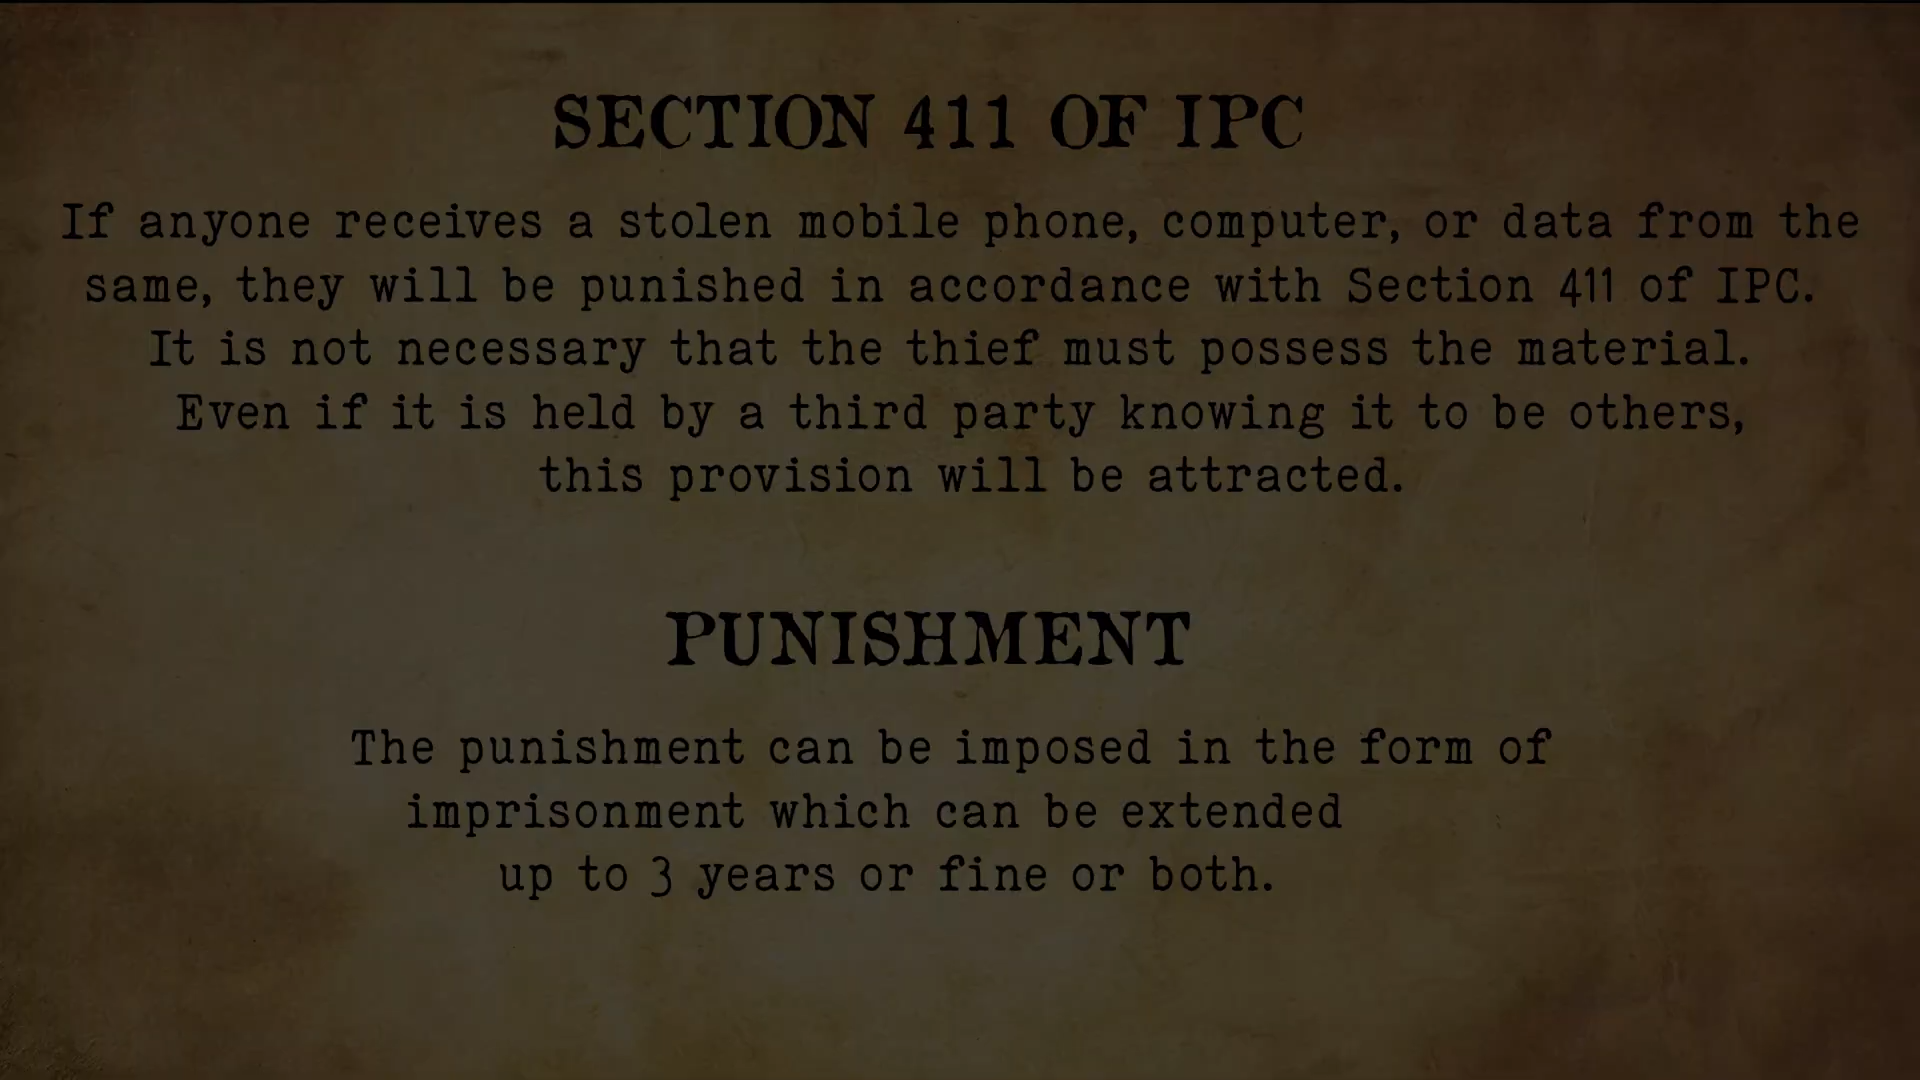 SECTION 411 OF IPC
If anyone receives a stolen mobile phone, computer, or data from the
same, they will be punished in accordance with Section 411 of IPC.
It is not necessary that the thief must possess the material.
Even if it is held by a third party knowing it to be others,
this provision will be attracted.
PUNISHMENT
The punishment can be imposed in the form of
imprisonment which can be extended
up to 3 years or fine or both.